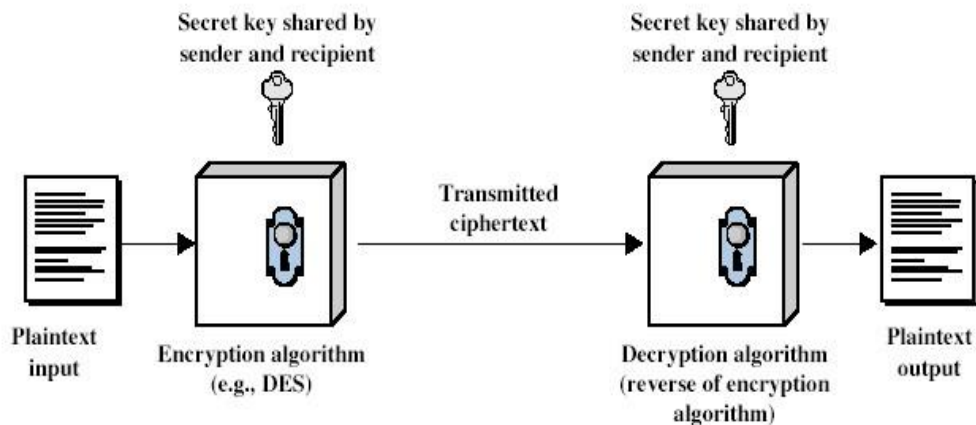 Secret key shared by
sender and recipient
Secret key shared by
sender and recipient
Transmitted
ciphertext
Plaintext
input
Encryption algorithm
(e.g., DES)
Decryption algorithm
(reverse of encryption
algorithm)
Plaintext
output